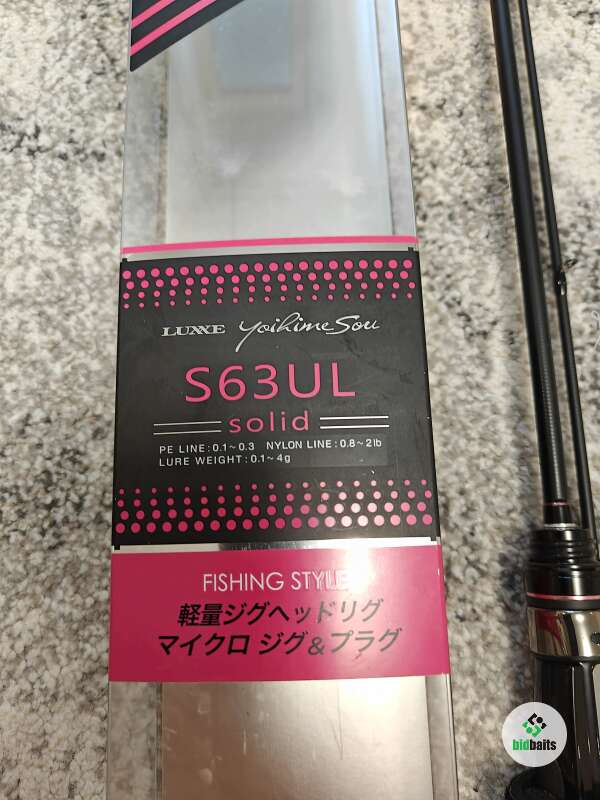 LUXXE yoihime Sou
S63UL
solid
PE LINE:0.1~0.3 NYLON LINE:0.8~2lb
LURE WEIGHT:0.1~4g
FISHING STYLE
軽量ジグヘッドリグ
マイクロ ジグ&プラグ
bidbaits